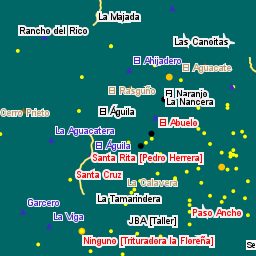 La Majada
Rancho del Rico
Las Canoitas
El Ahijadero
El Aguacate
El Rasguño
El Naranjo
La Nancera
Cerro Prieto
El Águila
El Abuelo
La Aguacatera
El Águila
Santa Rita [Pedro Herrera]
Santa Cruz
La Calavera
La Tamarindera
Garcero
Paso Ancho
La Viga
JBA [Taller]
Ninguno [Trituradora la Floreña]